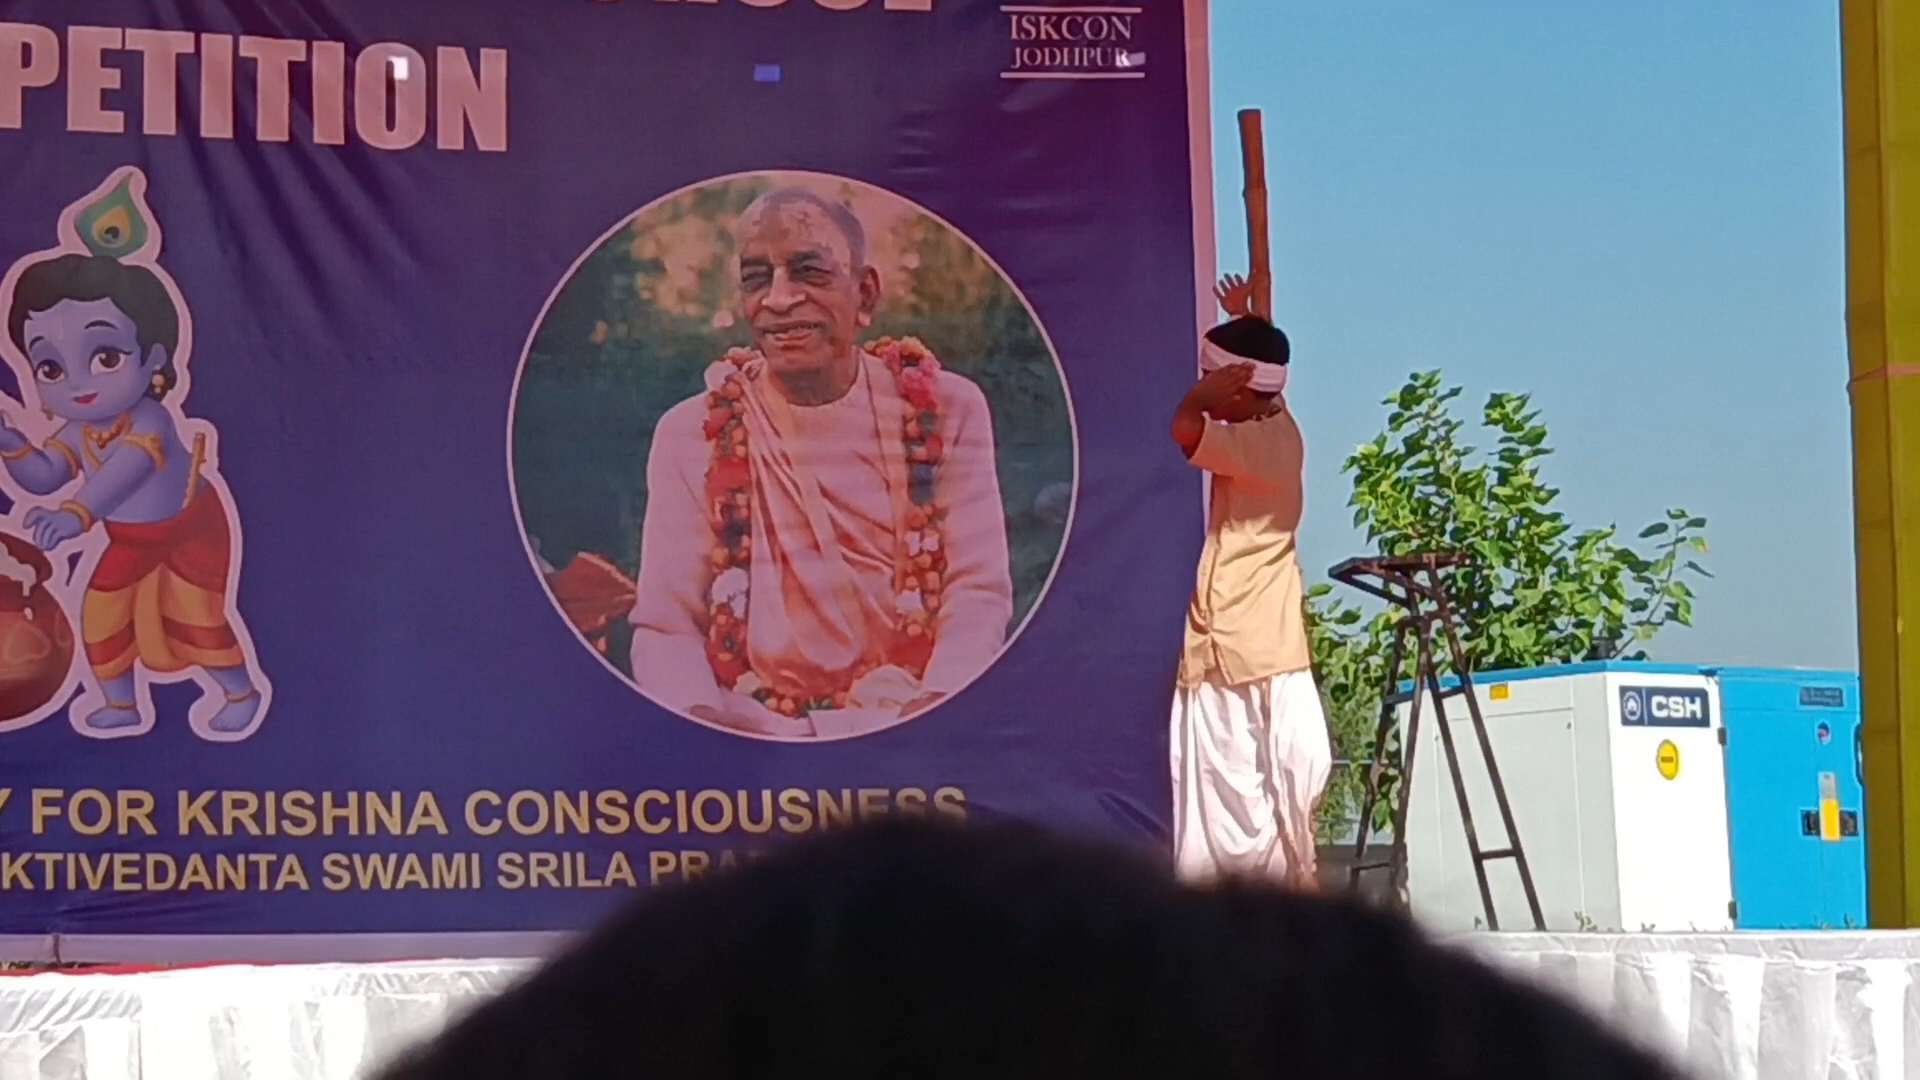 PETITION
ISKCON
JODHPUR
Y FOR KRISHNA CONSCIOUSNESS
KTIVEDANTA SWAMI SRILA PRA
CSH